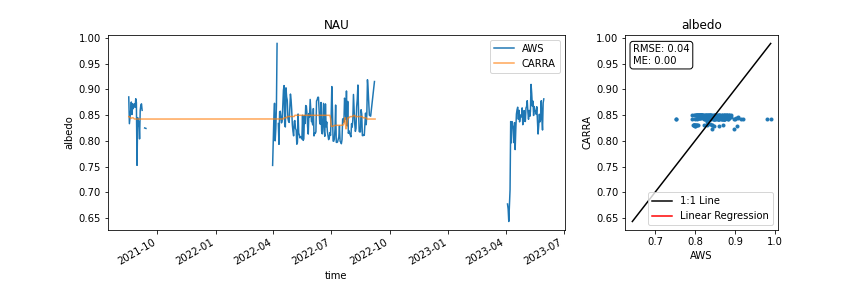 NAU
albedo
1.00
0.95
0.90
0.85
0.80
0.75
0.70
0.65
AWS
CARRA
2021-10
2022-01
2022-04
2022-07
2022-10
2023-01
2023-04
2023-07
time
albedo
albedo
RMSE: 0.04
ME: 0.00
1.00
0.95
0.90
0.85
0.80
0.75
0.70
0.65
CARRA
1:1 Line
Linear Regression
0.7
0.8
0.9
1.0
AWS